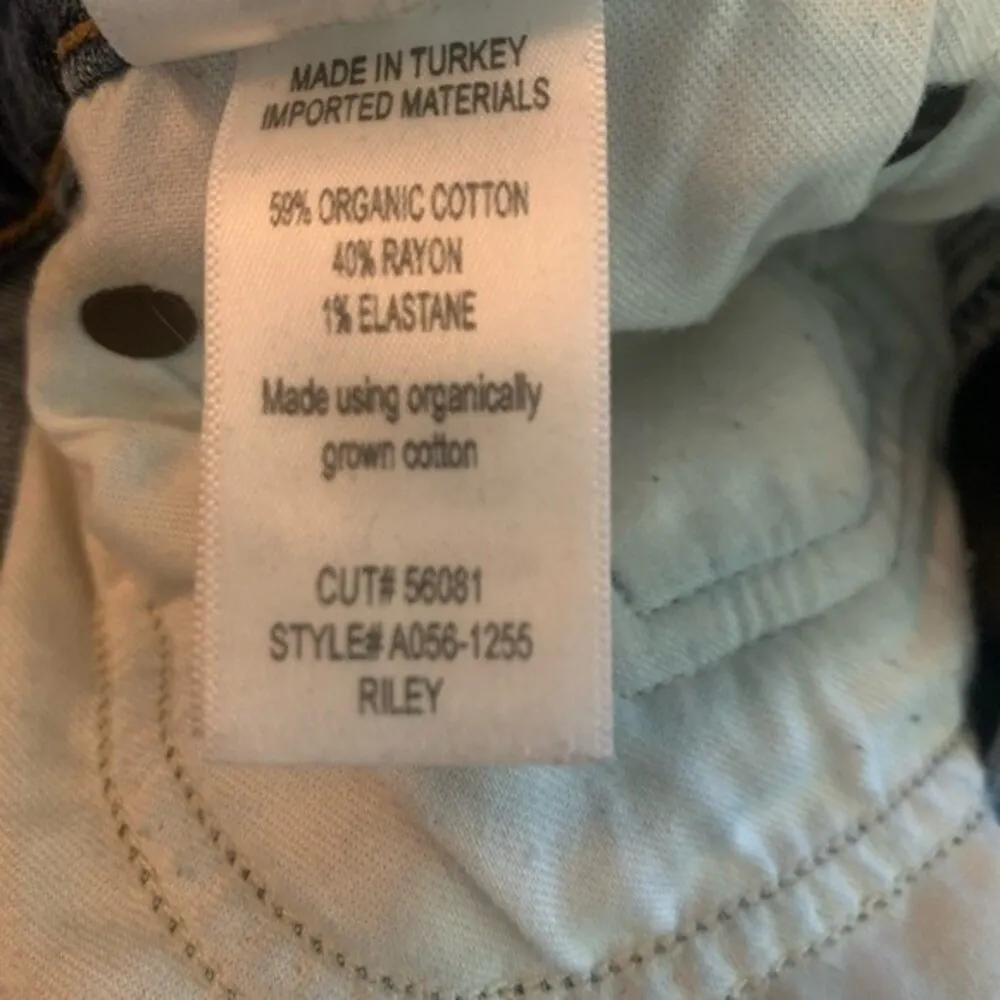 MADE IN TURKEY
IMPORTED MATERIALS
59% ORGANIC COTTON
40% RAYON
1% ELASTANE
Made using organically
grown cotton
CUT# 56081
STYLE# A056-1255
RILEY